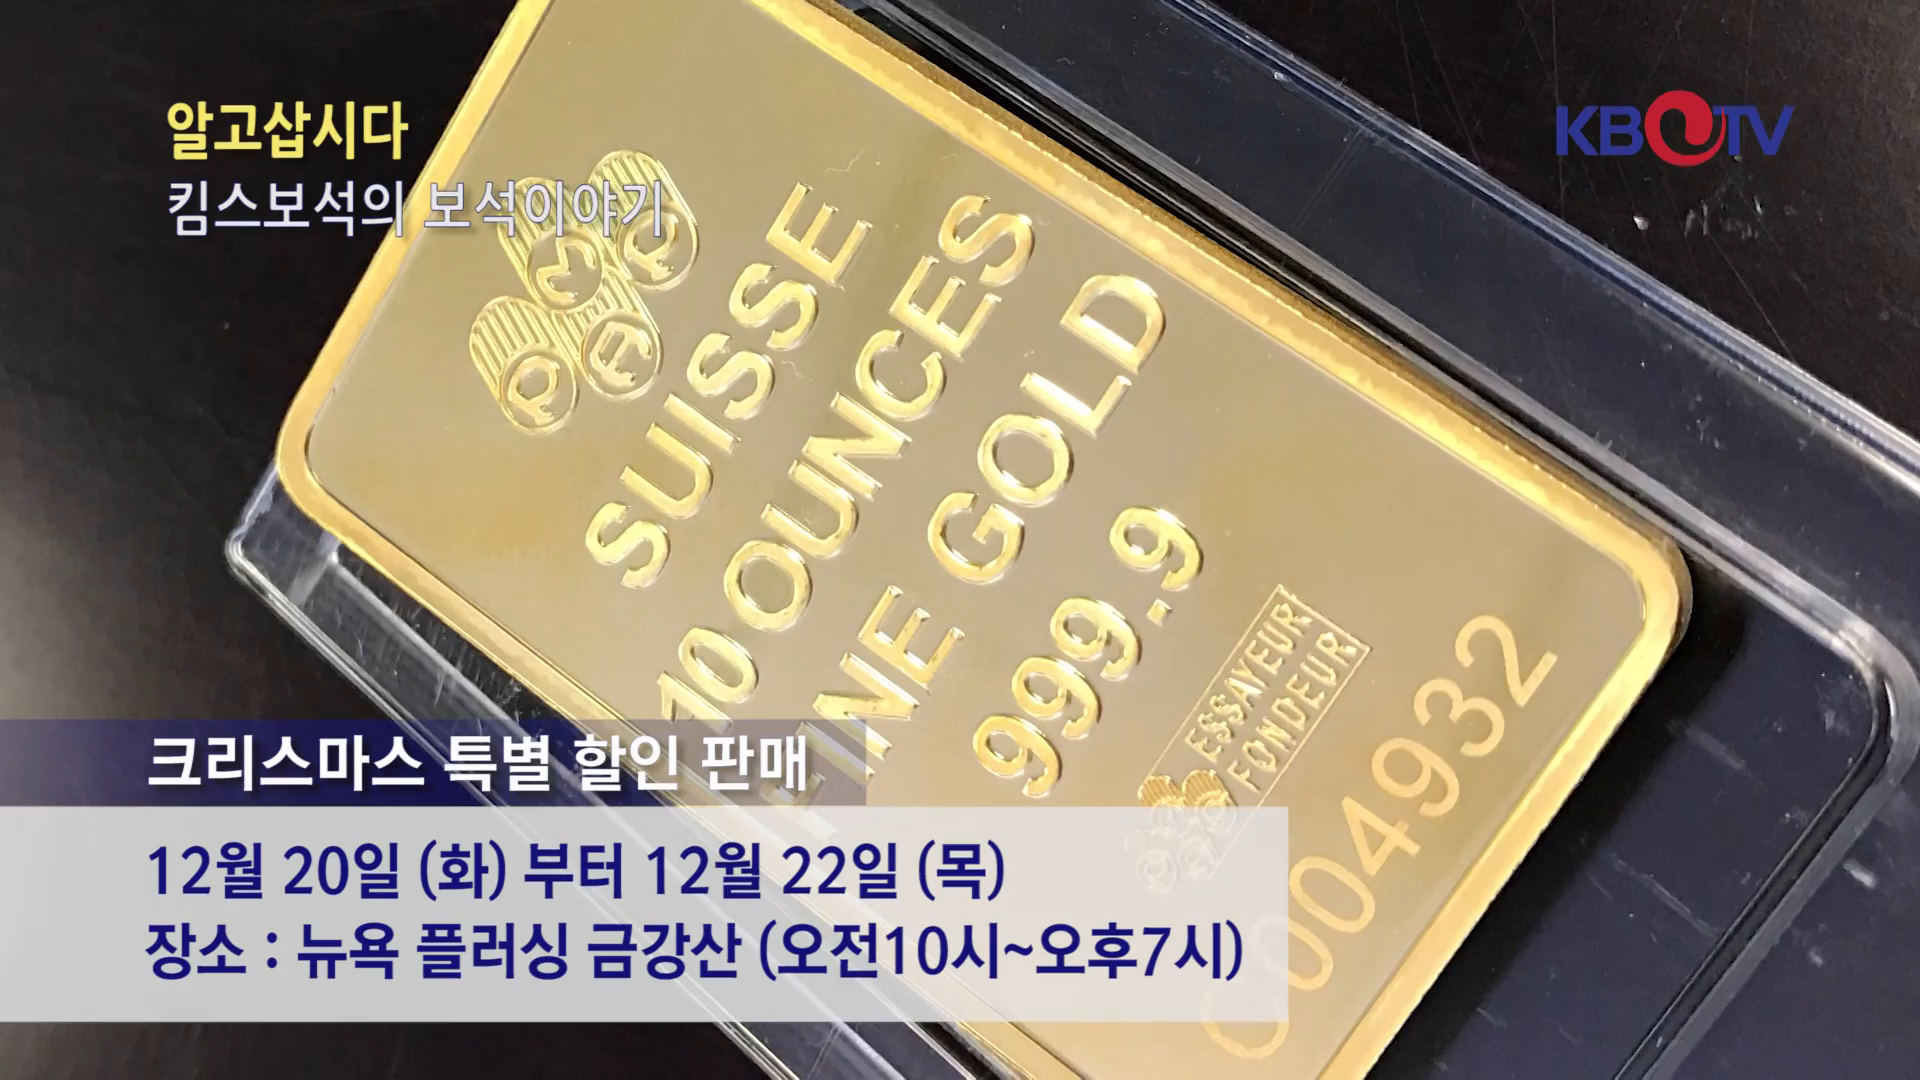 알고삽시다
킴스보석의 보석이야기
KBTV
PAMP
SUISSE
10 OUNCES
FINE GOLD
999.9
ESSAYEUR
FONDEUR
C004932
크리스마스 특별 할인 판매
12월 20일 (화) 부터 12월 22일 (목)
장소 : 뉴욕 플러싱 금강산 (오전10시~오후7시)